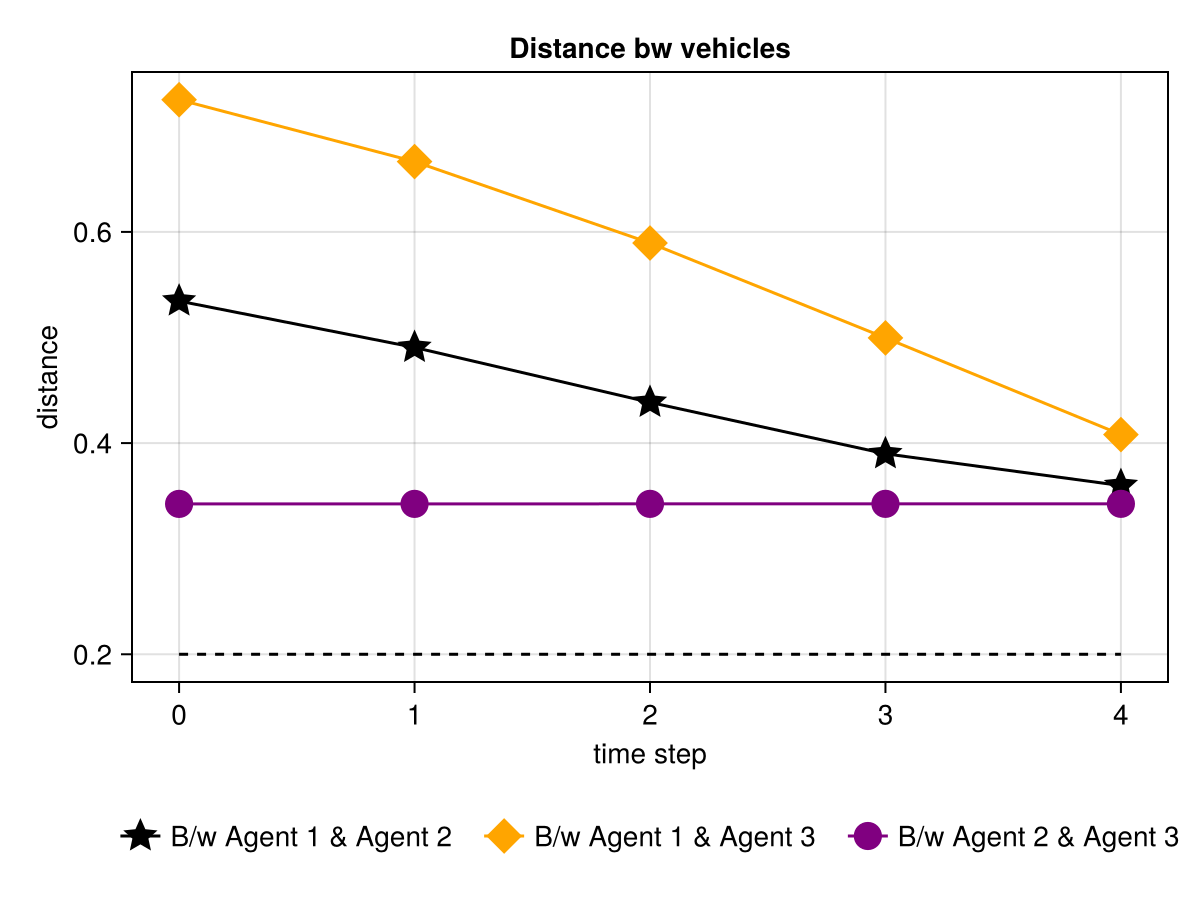 Distance bw vehicles
0.6
0.4
0.2
distance
0 1 2 3 4
time step
B/w Agent 1 & Agent 2 B/w Agent 1 & Agent 3 B/w Agent 2 & Agent 3